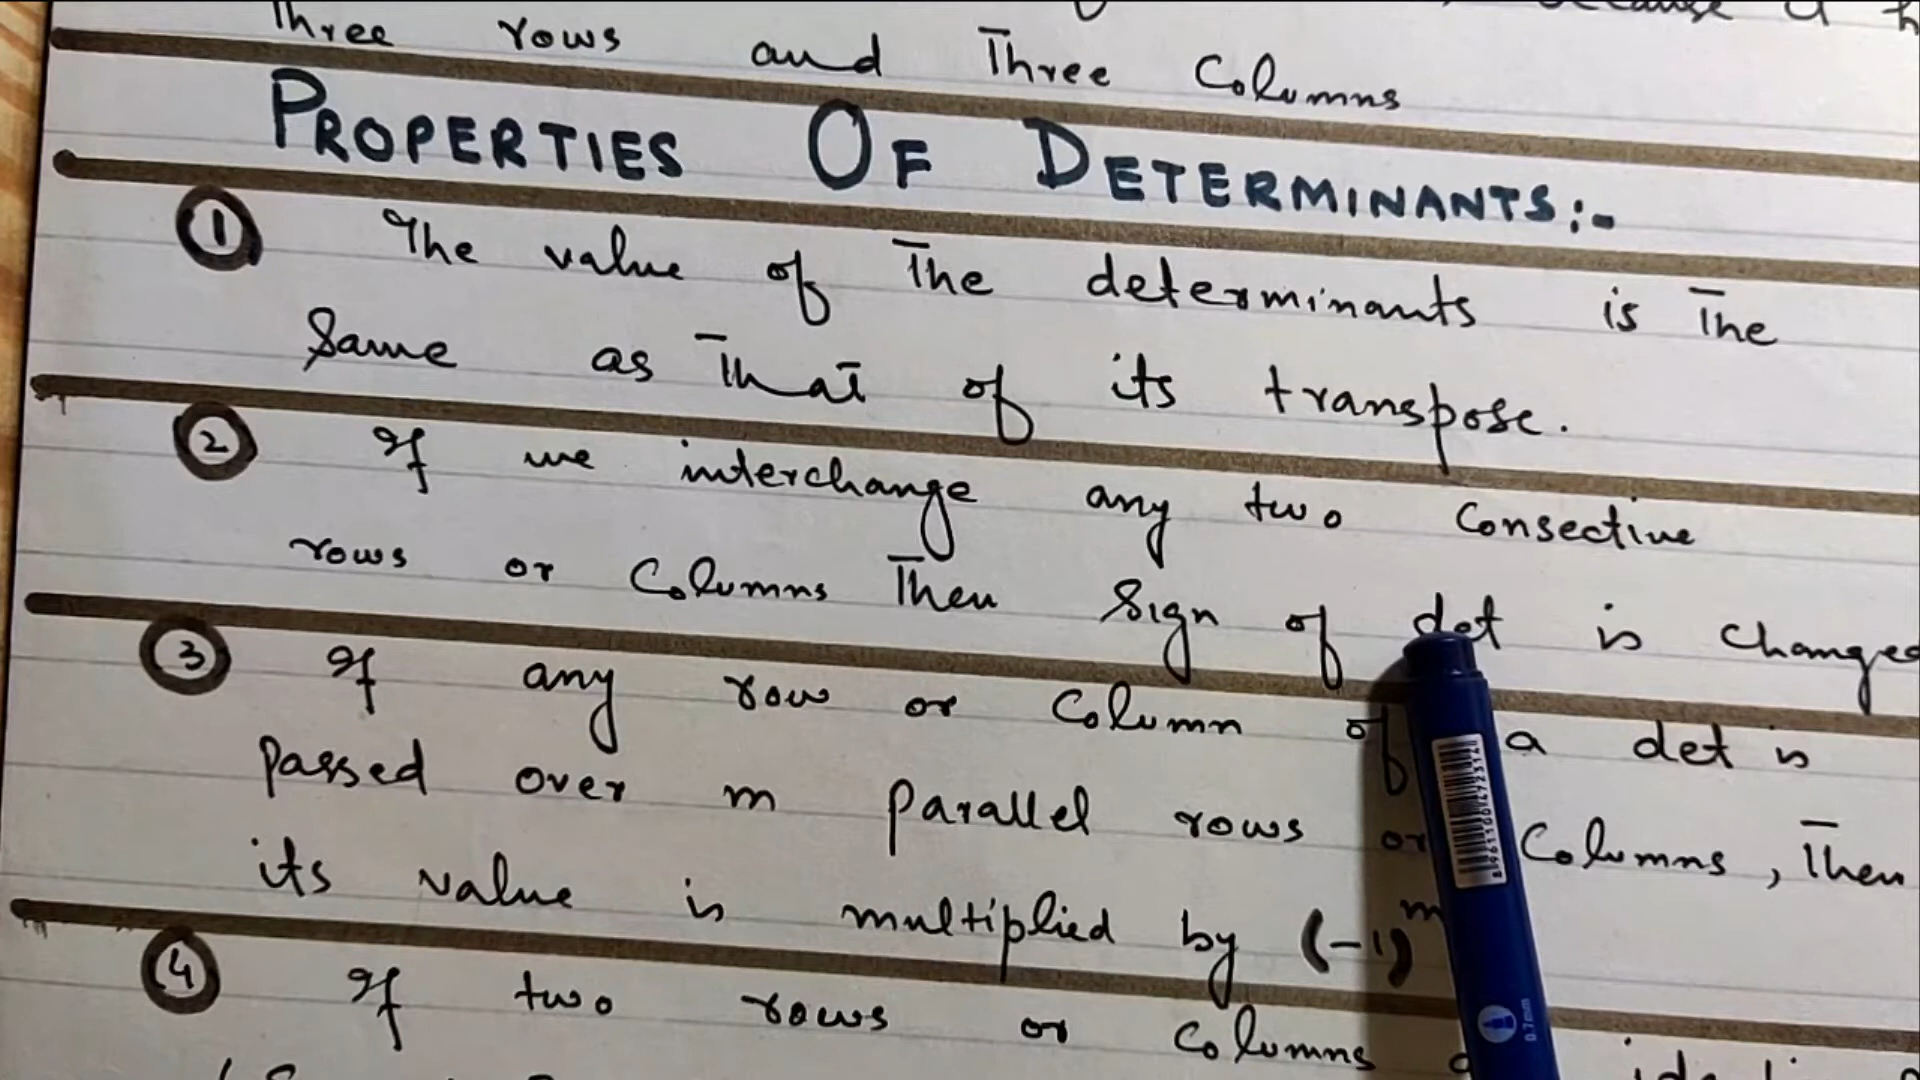 Three rows and Three Columns
PROPERTIES OF DETERMINANTS:-
1 The value of The determinants is The
Same as That of its transpose.
2 If we interchange any two Consective
rows or Columns Then Sign of det is changed
3 If any row or Column of a det is
passed over m parallel rows or Columns, Then
its value is multiplied by (-1)^m
4 If two rows or Columns
8961100472312
0.7mm